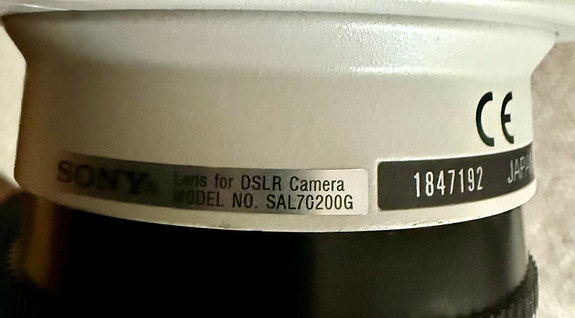 CE
SONY®
Lens for DSLR Camera
MODEL NO. SAL70200G
1847192